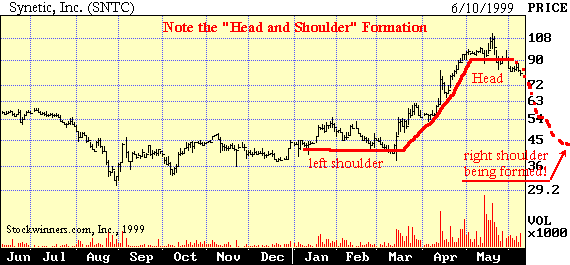 Synetic, Inc. (SNTC) 6/10/1999 PRICE
Note the "Head and Shoulder" Formation
108
90
Head
72
63
54
45
left shoulder
right shoulder
being formed!
36
29.2
Stockwinners.com, Inc., 1999
VOL
x1000
Jun Jul Aug Sep Oct Nov Dec Jan Feb Mar Apr May